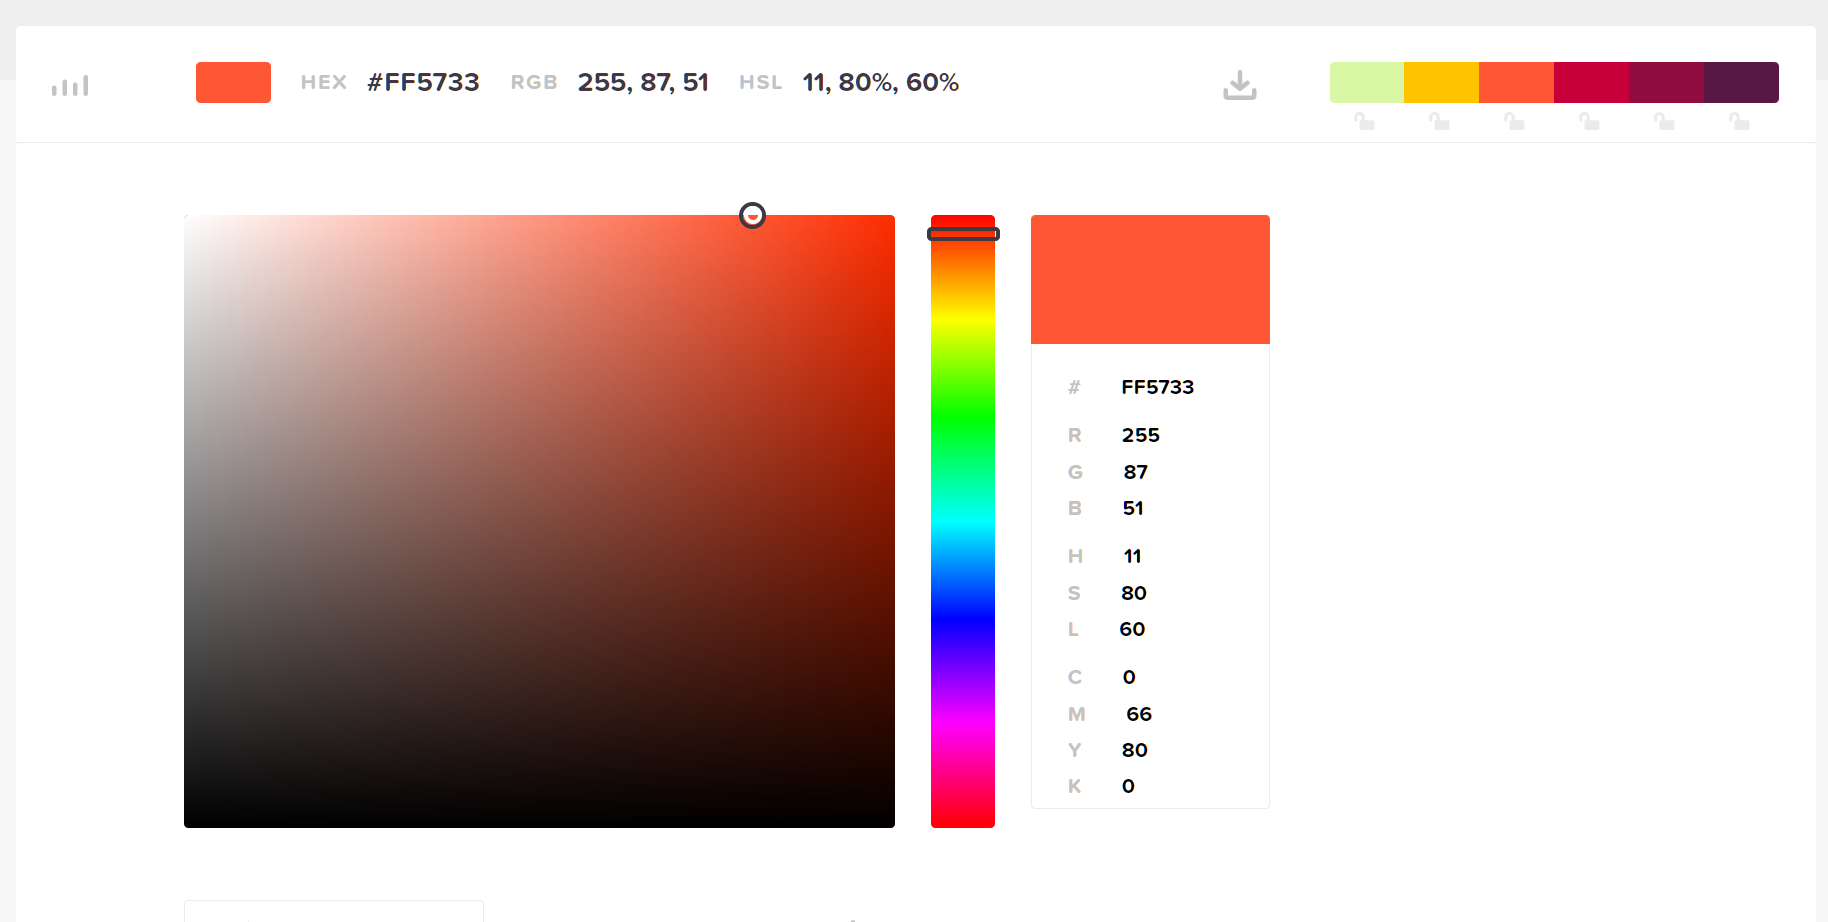 HEX #FF5733 RGB 255, 87, 51 HSL 11, 80%, 60%
# FF5733
R 255
G 87
B 51
H 11
S 80
L 60
C 0
M 66
Y 80
K 0